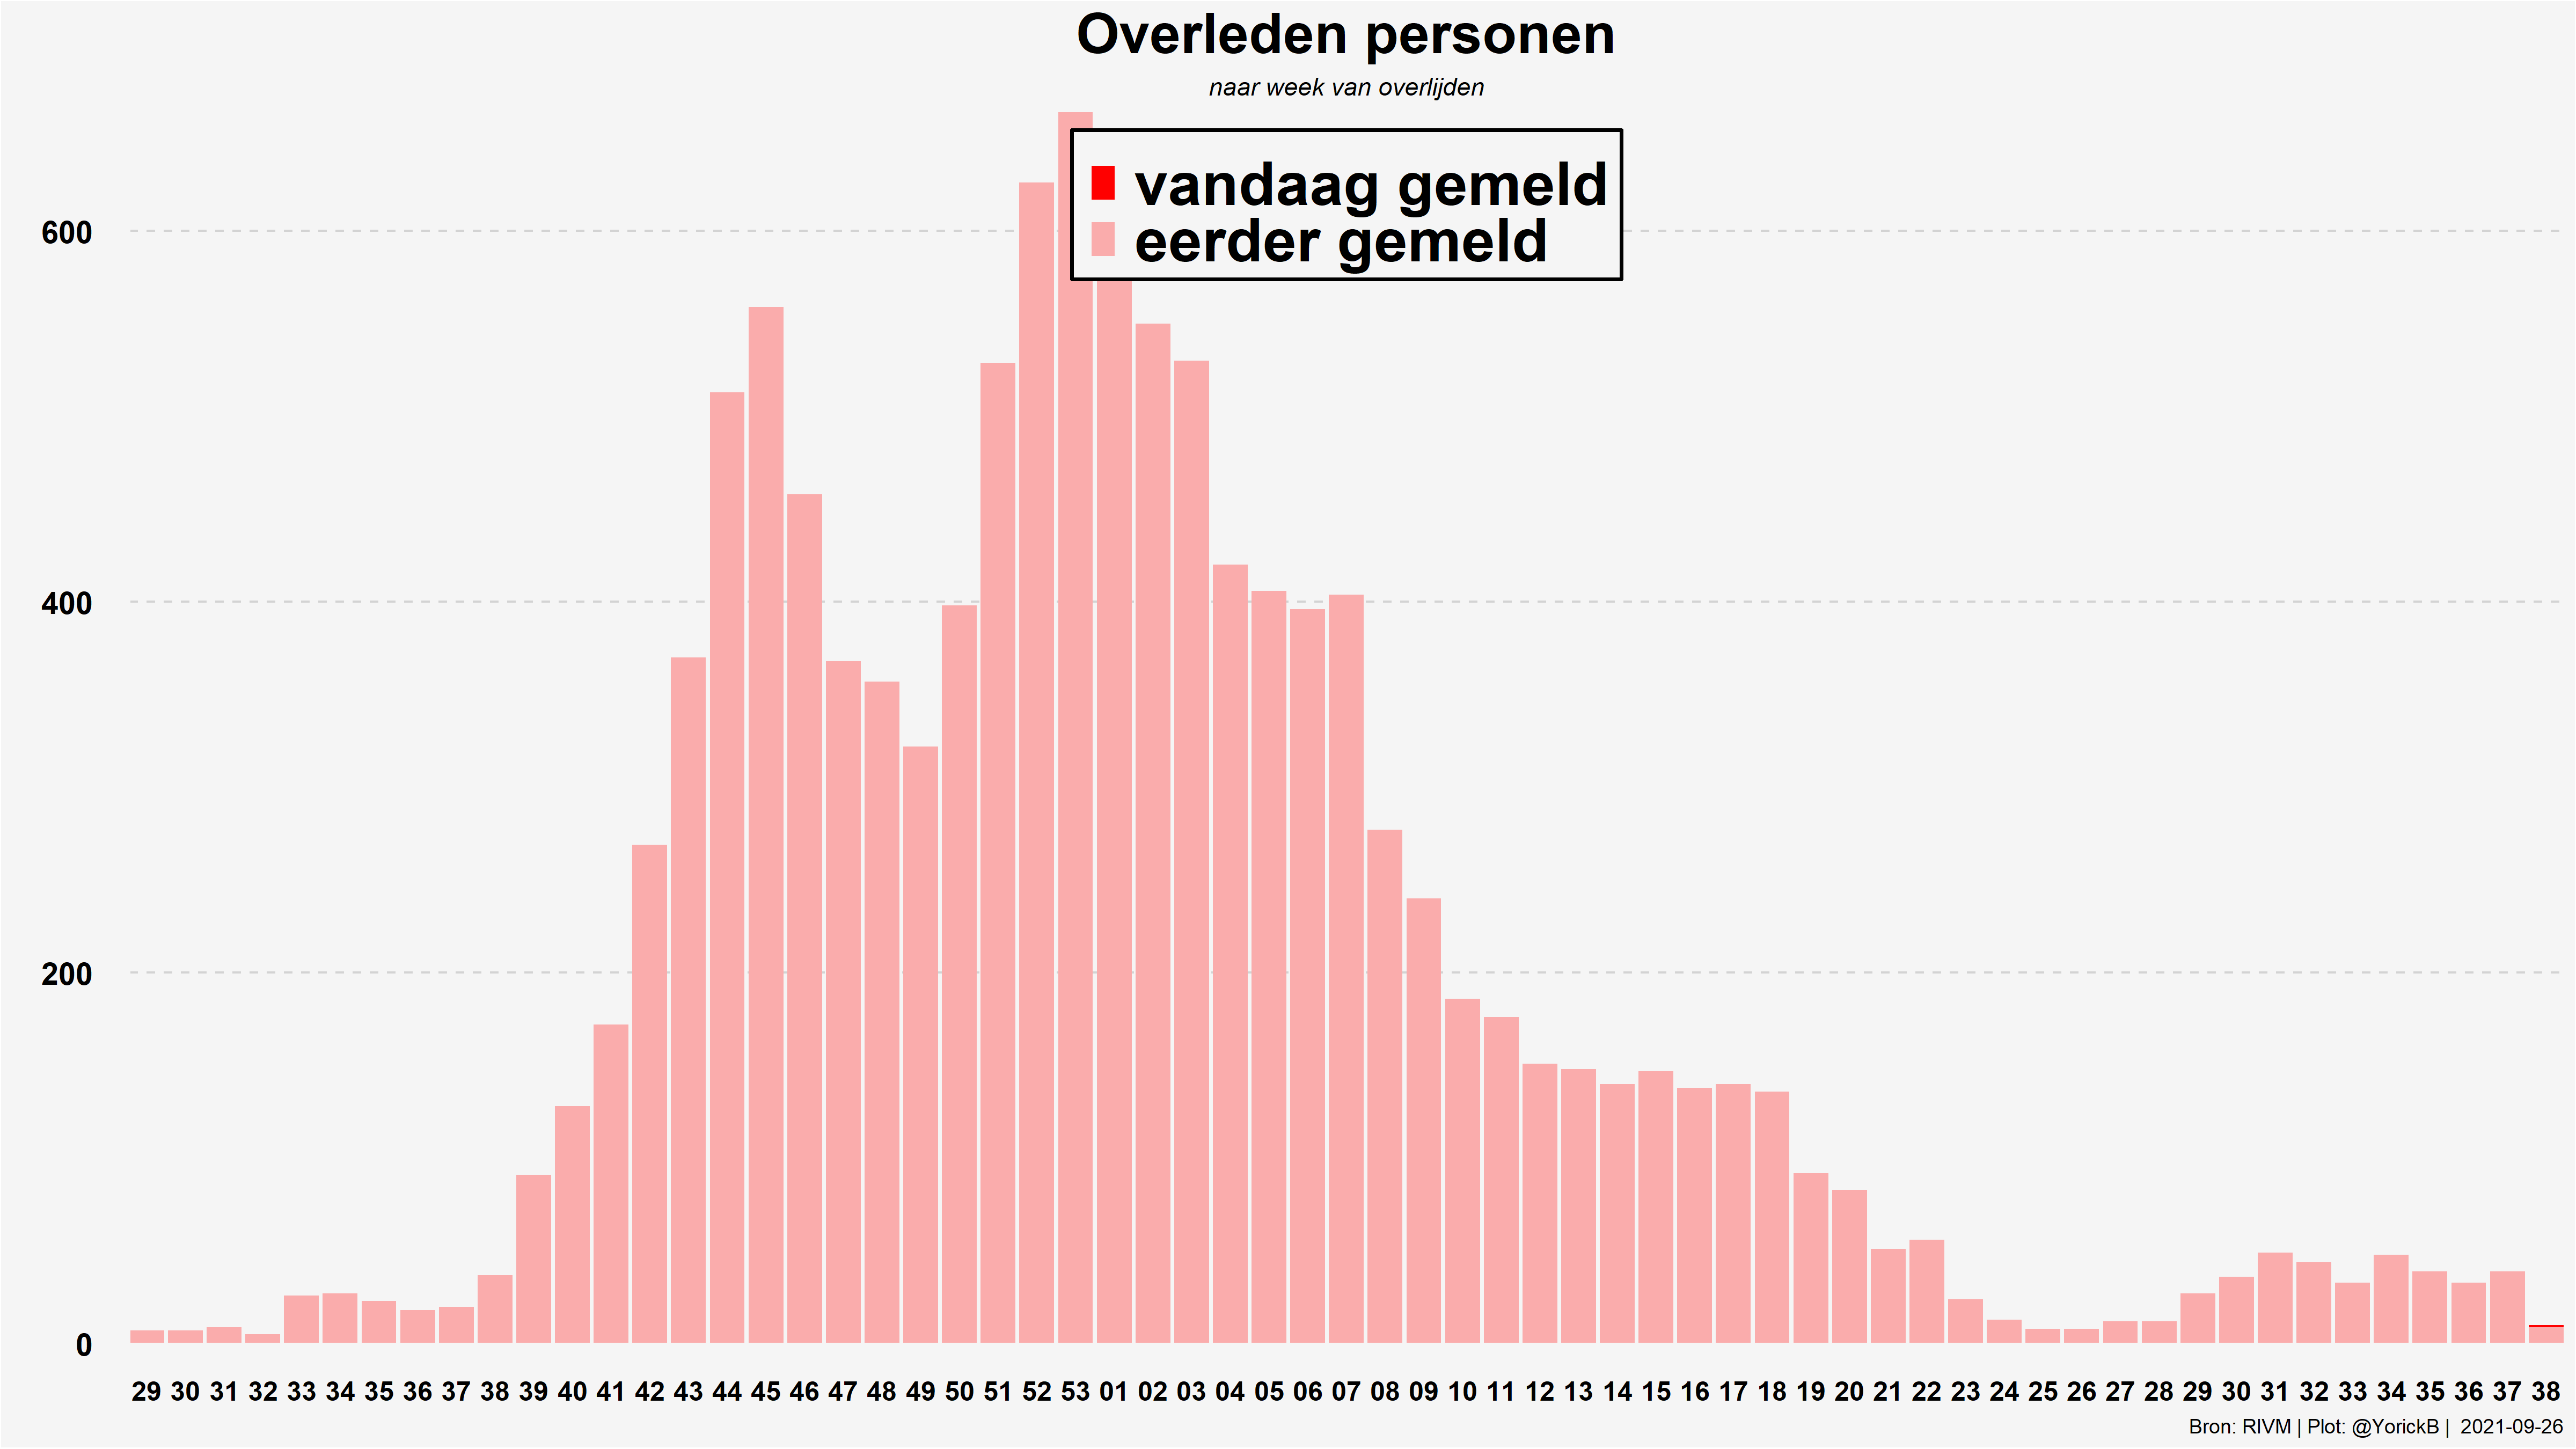 Overleden personen
naar week van overlijden
vandaag gemeld
eerder gemeld
600
400
200
0
29 30 31 32 33 34 35 36 37 38 39 40 41 42 43 44 45 46 47 48 49 50 51 52 53 01 02 03 04 05 06 07 08 09 10 11 12 13 14 15 16 17 18 19 20 21 22 23 24 25 26 27 28 29 30 31 32 33 34 35 36 37 38
Bron: RIVM | Plot: @YorickB | 2021-09-26